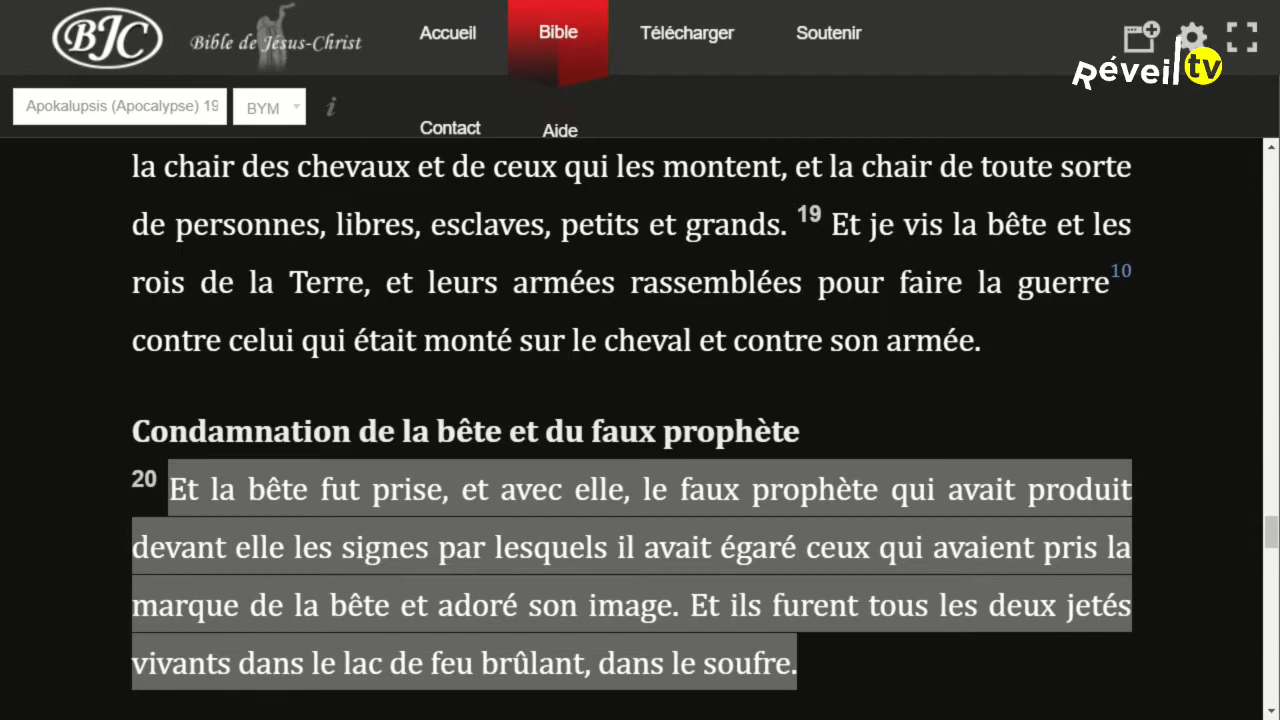 BJC
Bible de Jésus-Christ
Accueil
Bible
Télécharger
Soutenir
Réveil tv
Apokalupsis (Apocalypse) 19
BYM
i
Contact
Aide
la chair des chevaux et de ceux qui les montent, et la chair de toute sorte
de personnes, libres, esclaves, petits et grands. 19 Et je vis la bête et les
rois de la Terre, et leurs armées rassemblées pour faire la guerre10
contre celui qui était monté sur le cheval et contre son armée.
Condamnation de la bête et du faux prophète
20 Et la bête fut prise, et avec elle, le faux prophète qui avait produit
devant elle les signes par lesquels il avait égaré ceux qui avaient pris la
marque de la bête et adoré son image. Et ils furent tous les deux jetés
vivants dans le lac de feu brûlant, dans le soufre.